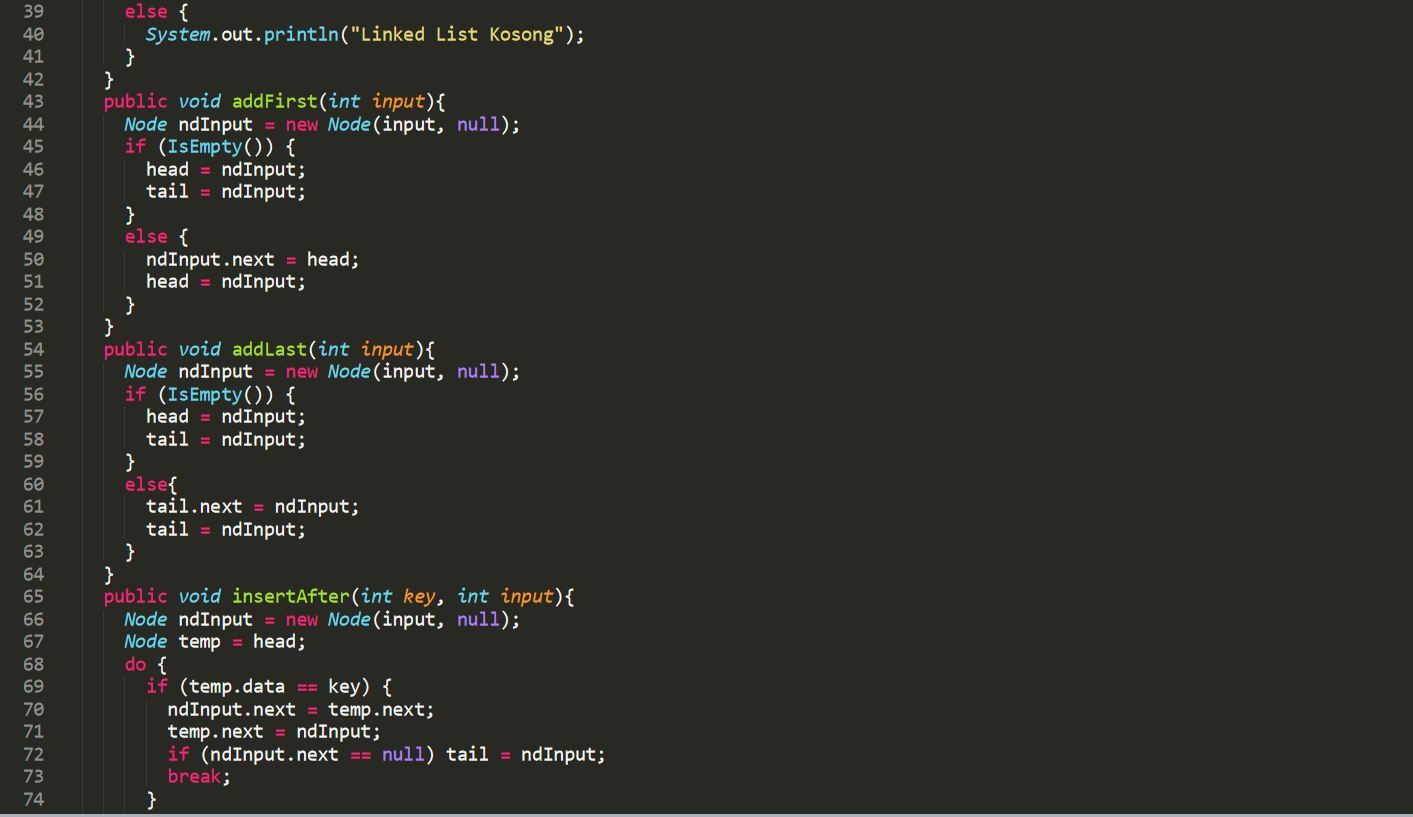 39 else {
40 System.out.println("Linked List Kosong");
41 }
42 }
43 public void addFirst(int input){
44 Node ndInput = new Node(input, null);
45 if (IsEmpty()) {
46 head = ndInput;
47 tail = ndInput;
48 }
49 else {
50 ndInput.next = head;
51 head = ndInput;
52 }
53 }
54 public void addLast(int input){
55 Node ndInput = new Node(input, null);
56 if (IsEmpty()) {
57 head = ndInput;
58 tail = ndInput;
59 }
60 else{
61 tail.next = ndInput;
62 tail = ndInput;
63 }
64 }
65 public void insertAfter(int key, int input){
66 Node ndInput = new Node(input, null);
67 Node temp = head;
68 do {
69 if (temp.data == key) {
70 ndInput.next = temp.next;
71 temp.next = ndInput;
72 if (ndInput.next == null) tail = ndInput;
73 break;
74 }